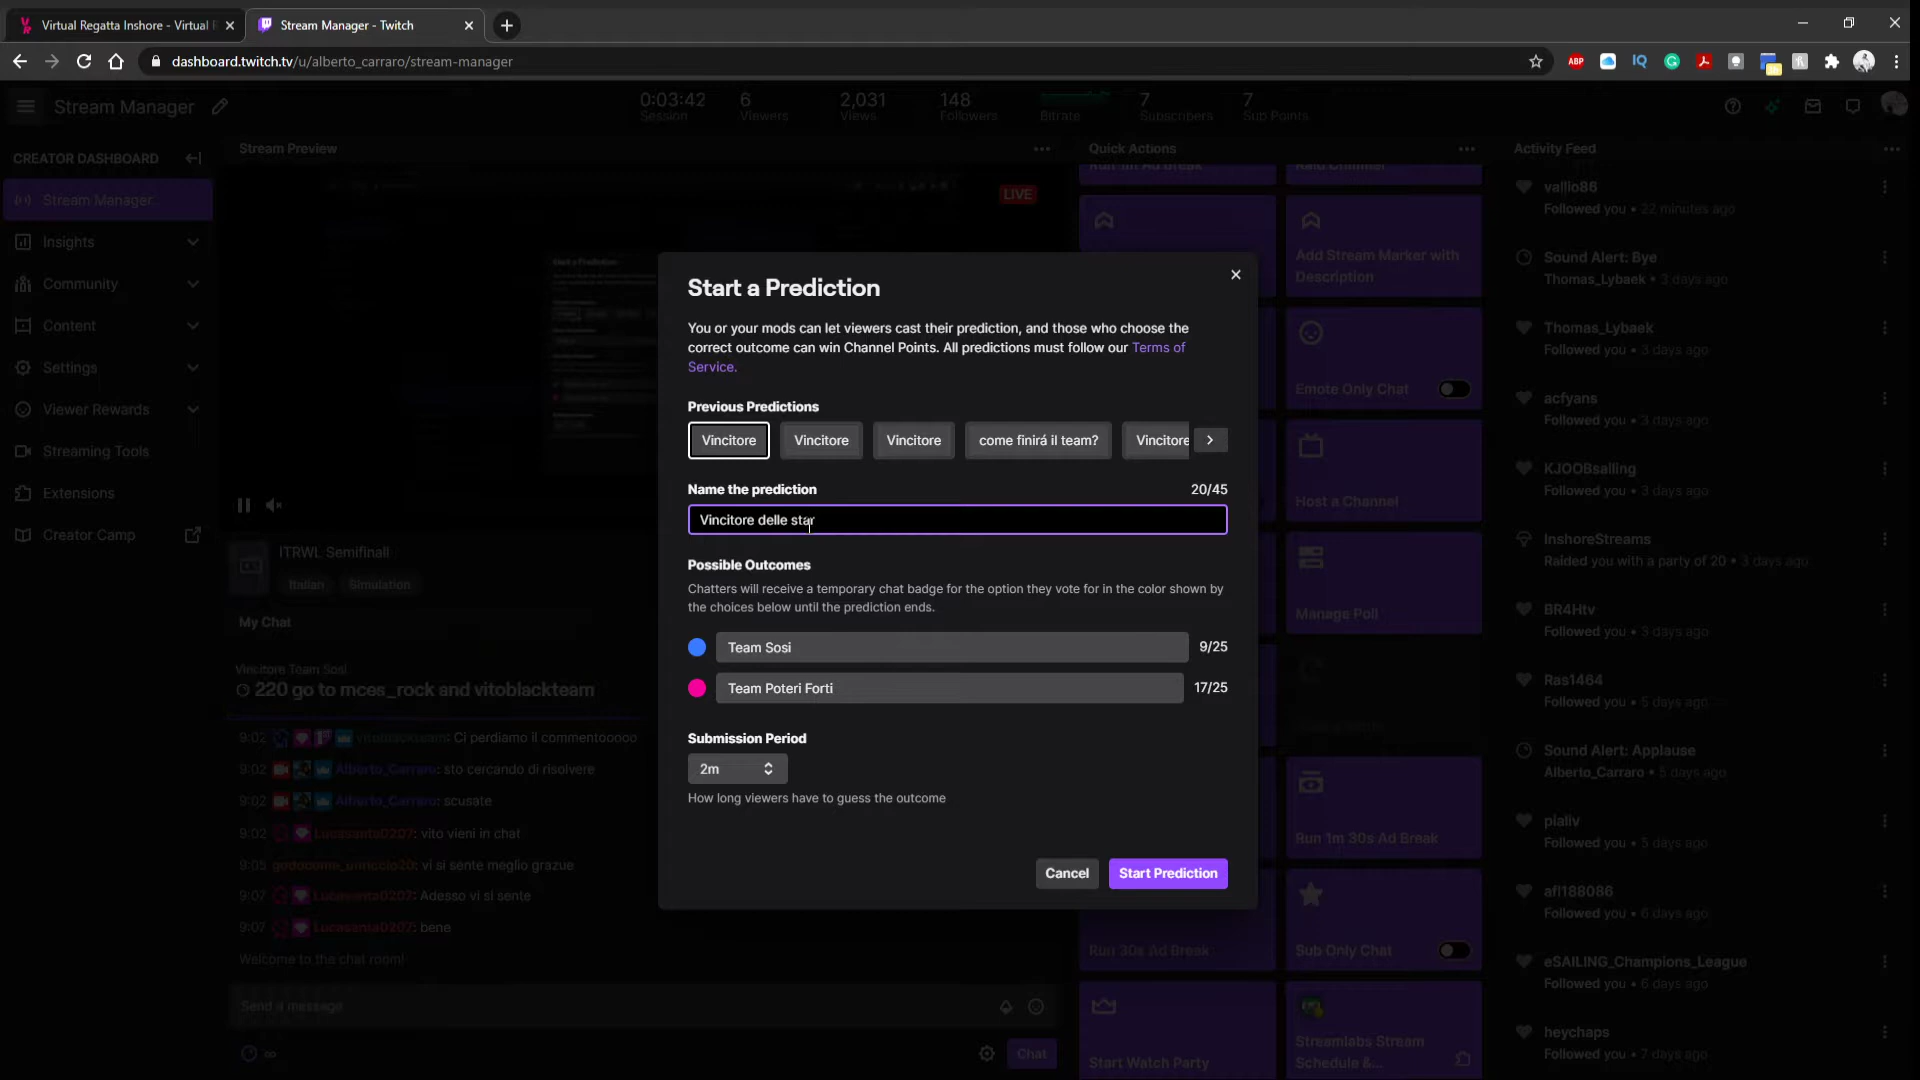 Virtual Regatta Inshore - Virtual R
Stream Manager - Twitch
dashboard.twitch.tv/u/alberto_carraro/stream-manager
Stream Manager
0:03:42
Session
6
Viewers
2,031
Views
148
Followers
Bitrate
7
Subscribers
7
Sub Points
CREATOR DASHBOARD
Stream Manager
Insights
Community
Content
Settings
Viewer Rewards
Streaming Tools
Extensions
Creator Camp
Stream Preview
LIVE
ITRWL Semifinali
Italian
Simulation
My Chat
Vincitore Team Sosi
220 go to mces_rock and vitoblackteam
9:02 vitoblackteam: Ci perdiamo il commentooooo
9:02 Alberto_Carraro: sto cercando di risolvere
9:02 Alberto_Carraro: scusate
9:02 Lucasanta0207: vito vieni in chat
9:05 vi si sente meglio grazue
9:07 Lucasanta0207: Adesso vi si sente
9:07 Lucasanta0207: bene
Welcome to the chat room!
Send a message
Chat
Start a Prediction
You or your mods can let viewers cast their prediction, and those who choose the
correct outcome can win Channel Points. All predictions must follow our Terms of
Service.
Previous Predictions
Vincitore
Vincitore
Vincitore
come finirá il team?
Vincitore
Name the prediction
20/45
Vincitore delle star
Possible Outcomes
Chatters will receive a temporary chat badge for the option they vote for in the color shown by
the choices below until the prediction ends.
Team Sosi
9/25
Team Poteri Forti
17/25
Submission Period
2m
How long viewers have to guess the outcome
Cancel
Start Prediction
Quick Actions
Run 1m Ad Break
Raid Channel
Add Stream Marker with
Description
Emote Only Chat
Host a Channel
Manage Poll
Run 1m 30s Ad Break
Run 30s Ad Break
Sub Only Chat
Start Watch Party
Streamlabs Stream
Schedule &...
Activity Feed
vallio86
Followed you • 22 minutes ago
Sound Alert: Bye
Thomas_Lybaek • 3 days ago
Thomas_Lybaek
Followed you • 3 days ago
acfyans
Followed you • 3 days ago
KJOOBsailing
Followed you • 3 days ago
InshoreStreams
Raided you with a party of 20 • 3 days ago
BR4Htv
Followed you • 3 days ago
Ras1464
Followed you • 5 days ago
Sound Alert: Applause
Alberto_Carraro • 5 days ago
pialiv
Followed you • 5 days ago
afl188086
Followed you • 6 days ago
eSAILING_Champions_League
Followed you • 6 days ago
heychaps
Followed you • 7 days ago